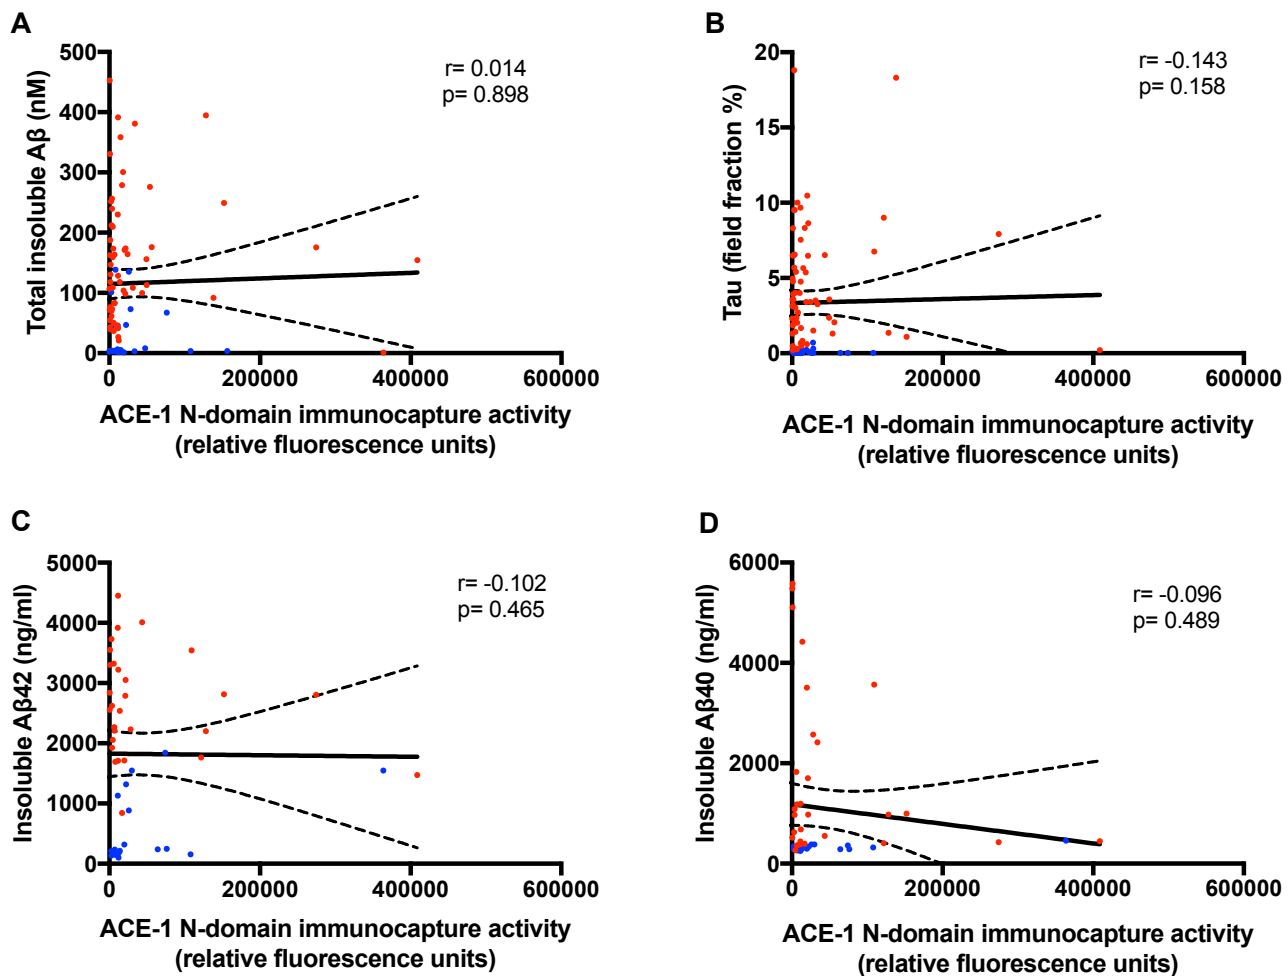 A
Total insoluble Aβ (nM)
500
400
300
200
100
0
0
200000
400000
600000
r= 0.014
p= 0.898
ACE-1 N-domain immunocapture activity
(relative fluorescence units)
B
Tau (field fraction %)
20
15
10
5
0
0
200000
400000
600000
r= -0.143
p= 0.158
ACE-1 N-domain immunocapture activity
(relative fluorescence units)
C
Insoluble Aβ42 (ng/ml)
5000
4000
3000
2000
1000
0
0
200000
400000
600000
r= -0.102
p= 0.465
ACE-1 N-domain immunocapture activity
(relative fluorescence units)
D
Insoluble Aβ40 (ng/ml)
6000
4000
2000
0
0
200000
400000
600000
r= -0.096
p= 0.489
ACE-1 N-domain immunocapture activity
(relative fluorescence units)